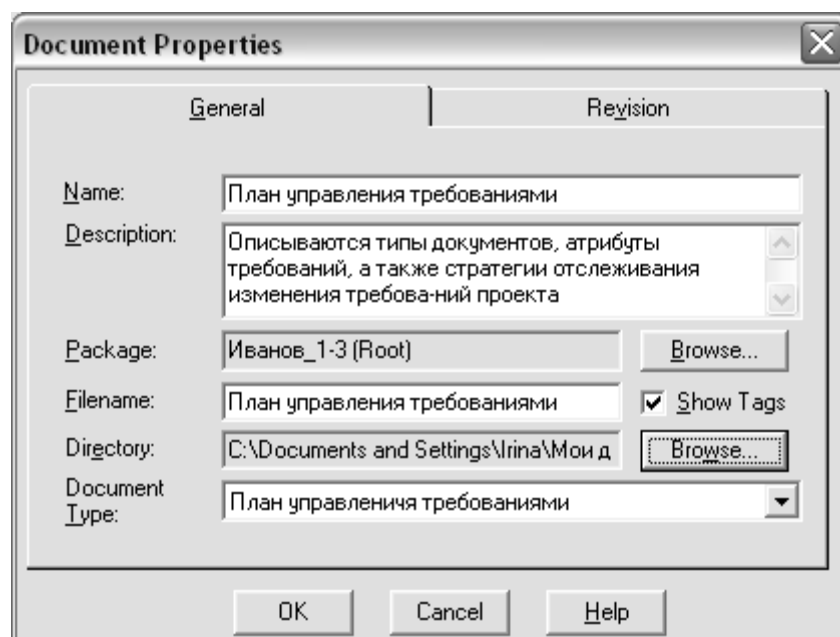 Document Properties
General Revision
Name: План управления требованиями
Description: Описываются типы документов, атрибуты
требований, а также стратегии отслеживания
изменения требова-ний проекта
Package: Иванов_1-3 (Root) Browse...
Filename: План управления требованиями Show Tags
Directory: C:\Documents and Settings\Irina\Мои д Browse...
Document
Type: План управленичя требованиями
OK Cancel Help